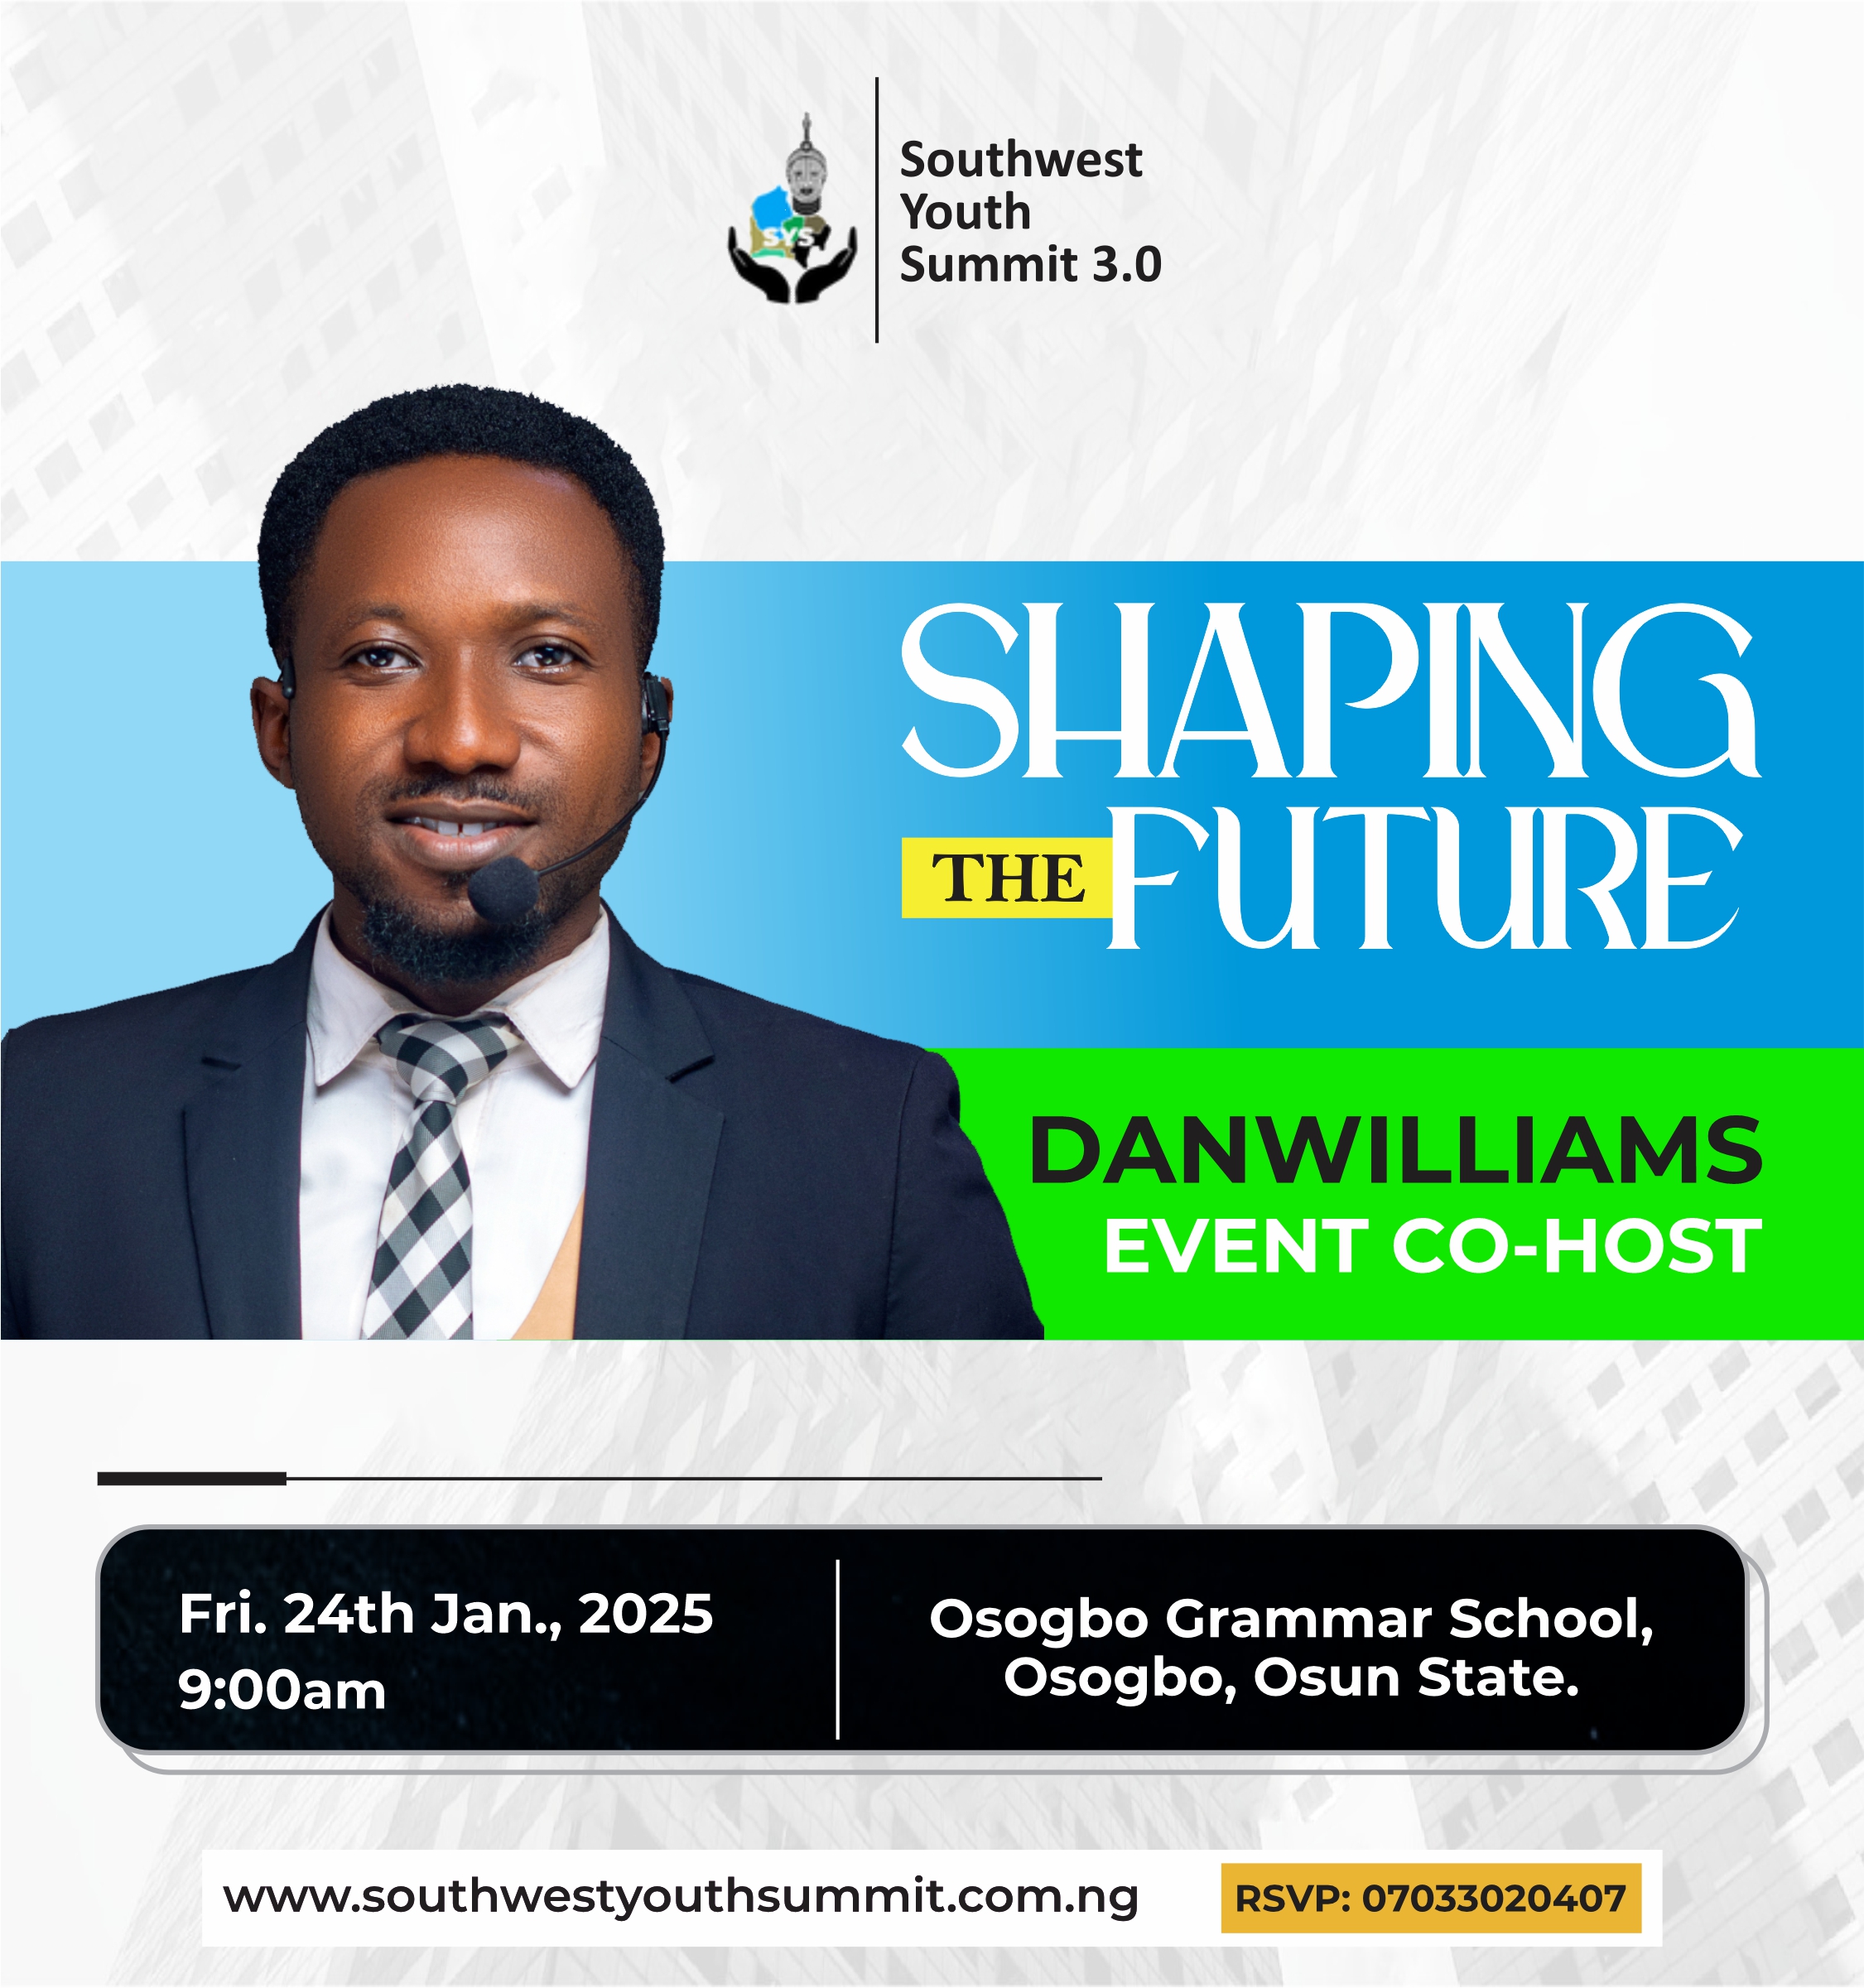 SYS
Southwest
Youth
Summit 3.0
SHAPING
THE FUTURE
DANWILLIAMS
EVENT CO-HOST
Fri. 24th Jan., 2025
9:00am
Osogbo Grammar School,
Osogbo, Osun State.
www.southwestyouthsummit.com.ng
RSVP: 07033020407